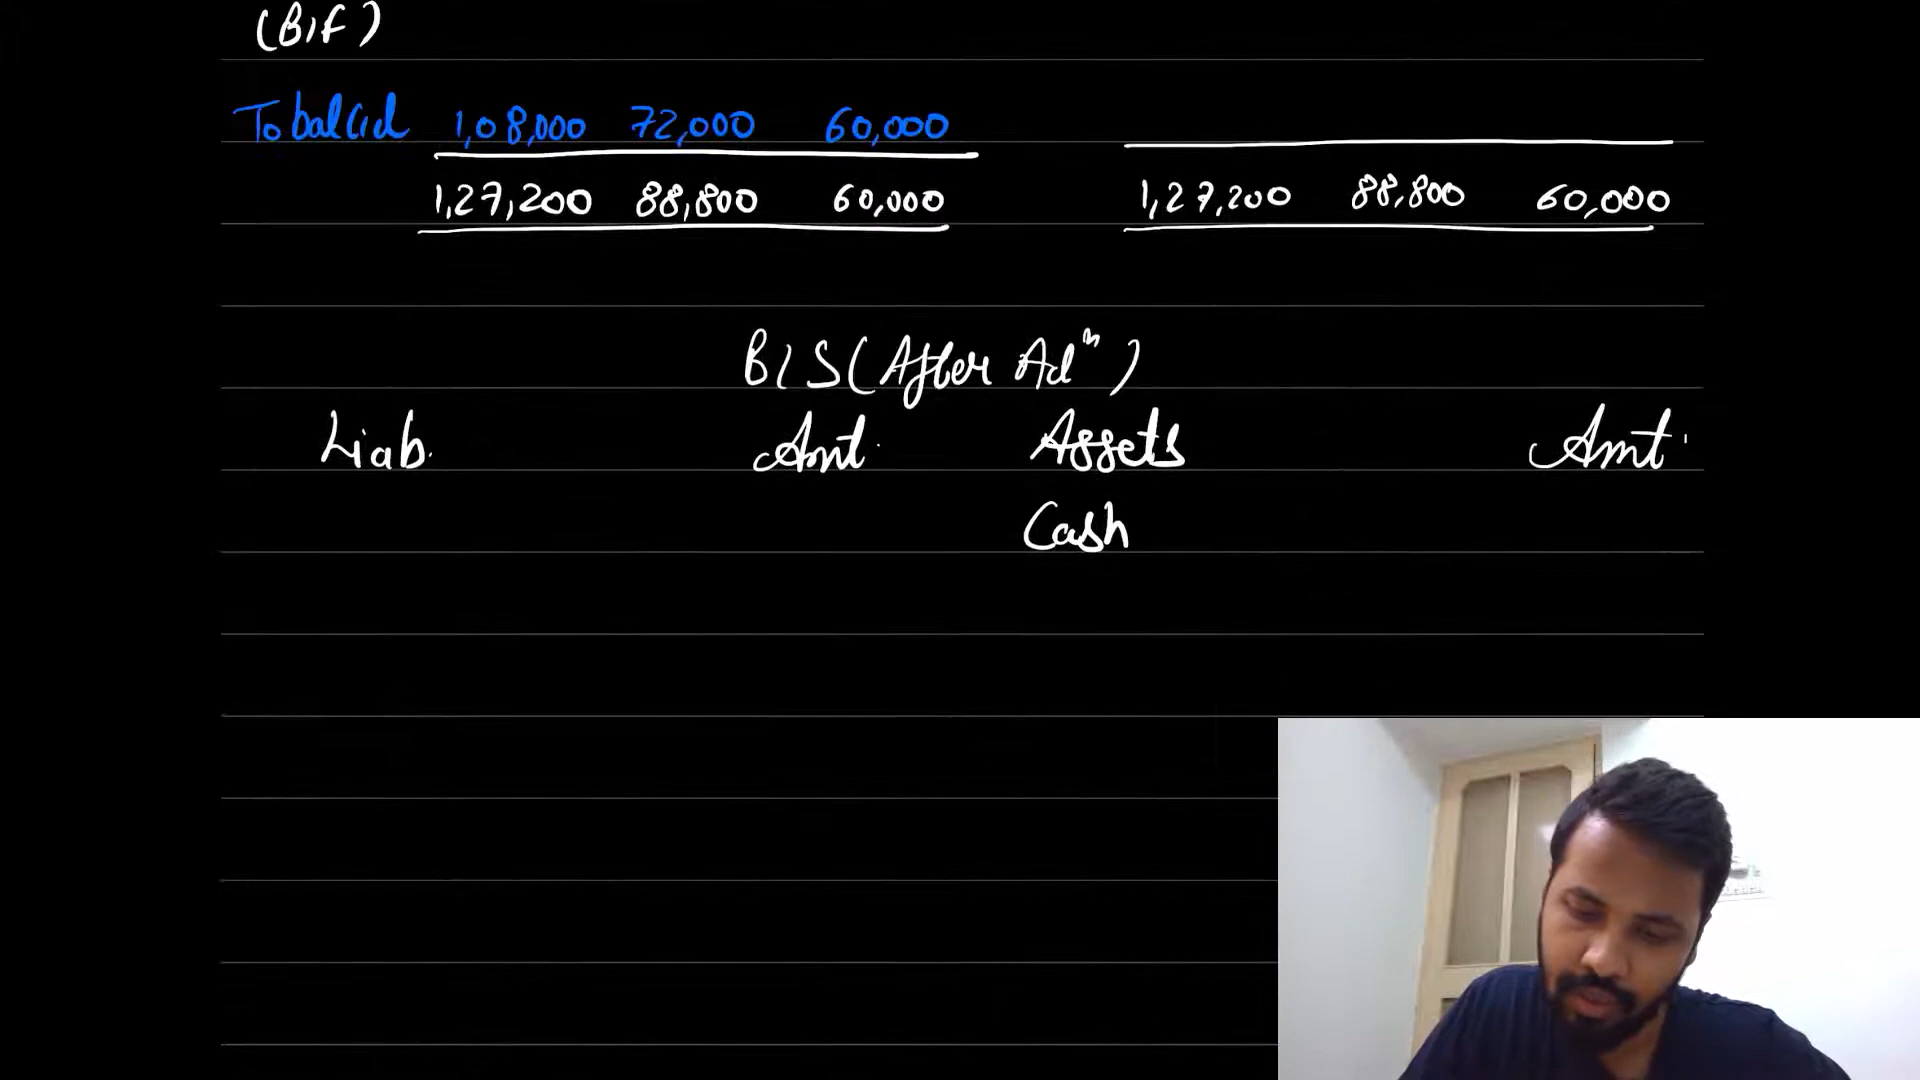 (B/F)
To bal c/d 1,08,000 72,000 60,000
1,27,200 88,800 60,000 1,27,200 88,800 60,000
B/S (After Adⁿ)
Liab. Amt. Assets Amt.
Cash